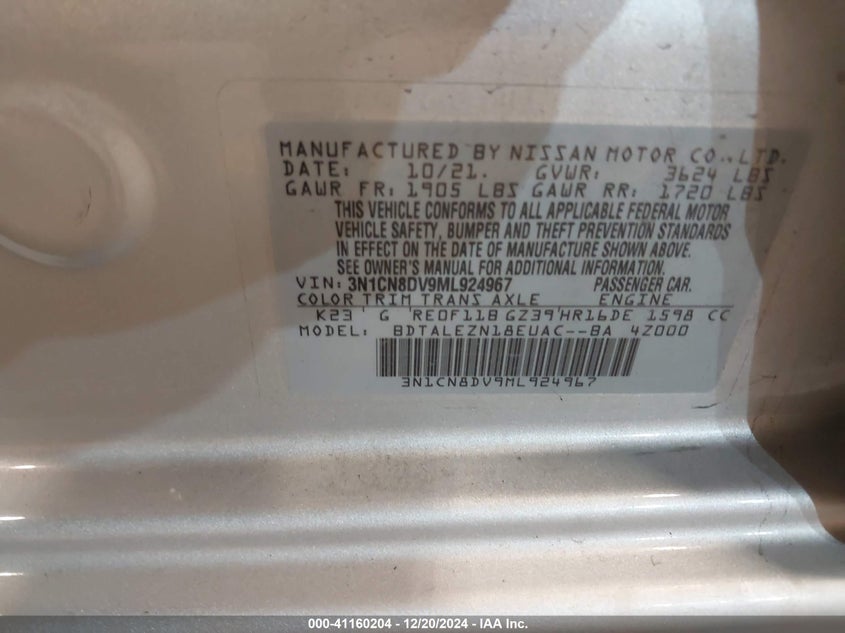 MANUFACTURED BY NISSAN MOTOR CO.,LTD.
DATE: 10/21. GVWR: 3624 LBS
GAWR FR: 1905 LBS GAWR RR: 1720 LBS
THIS VEHICLE CONFORMS TO ALL APPLICABLE FEDERAL MOTOR
VEHICLE SAFETY, BUMPER AND THEFT PREVENTION STANDARDS
IN EFFECT ON THE DATE OF MANUFACTURE SHOWN ABOVE.
SEE OWNER'S MANUAL FOR ADDITIONAL INFORMATION.
VIN: 3N1CN8DV9ML924967 PASSENGER CAR.
COLOR TRIM TRANS AXLE ENGINE
K23 G RE0F11B GZ39 HR16DE 1598 CC
MODEL: BDTALEZN18EUAC--BA 4Z000
3N1CN8DV9ML924967
000-41160204 - 12/20/2024 - IAA Inc.